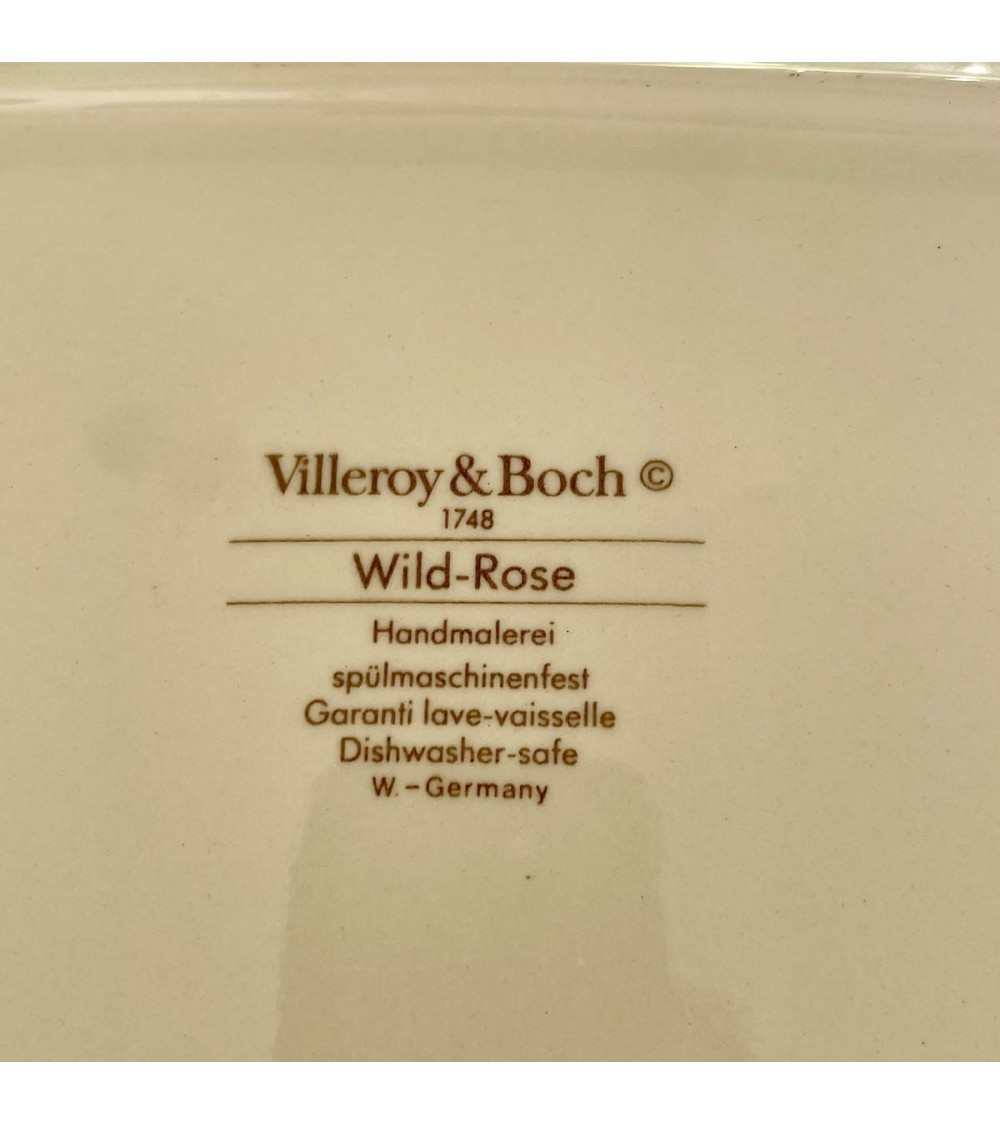 Villeroy & Boch ©
1748
Wild-Rose
Handmalerei
spülmaschinenfest
Garanti lave-vaisselle
Dishwasher-safe
W.-Germany